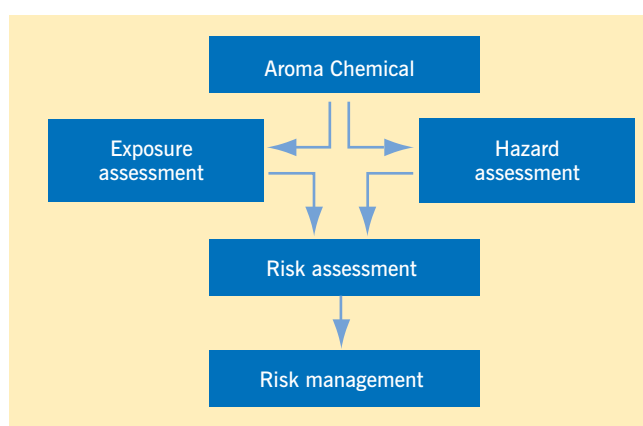 Aroma Chemical
Exposure
assessment
Hazard
assessment
Risk assessment
Risk management